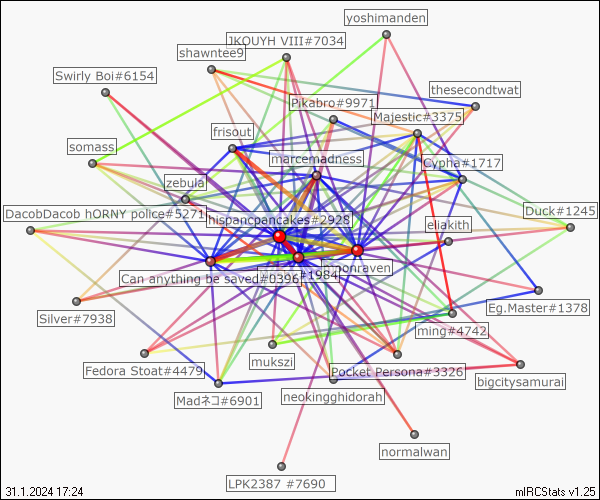 yoshimanden
JKOUYH VIII#7034
shawntee9
Swirly Boi#6154
thesecondtwat
Pikabro#9971
Majestic#3375
frisout
somass
marcemadness
Cypha#1717
zebula
DacobDacob hORNY police#5271
Duck#1245
hispancpancakes#2928
eliakith
Can anything be saved#0396
#1984
Eg.Master#1378
Silver#7938
ming#4742
mukszi
Fedora Stoat#4479
Pocket Persona#3326
bigcitysamurai
Madネコ#6901
neokingghidorah
normalwan
LPK2387 #7690
31.1.2024 17:24
mIRCStats v1.25